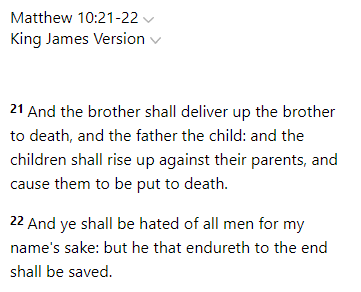 Matthew 10:21-22
King James Version
21 And the brother shall deliver up the brother
to death, and the father the child: and the
children shall rise up against their parents, and
cause them to be put to death.
22 And ye shall be hated of all men for my
name's sake: but he that endureth to the end
shall be saved.